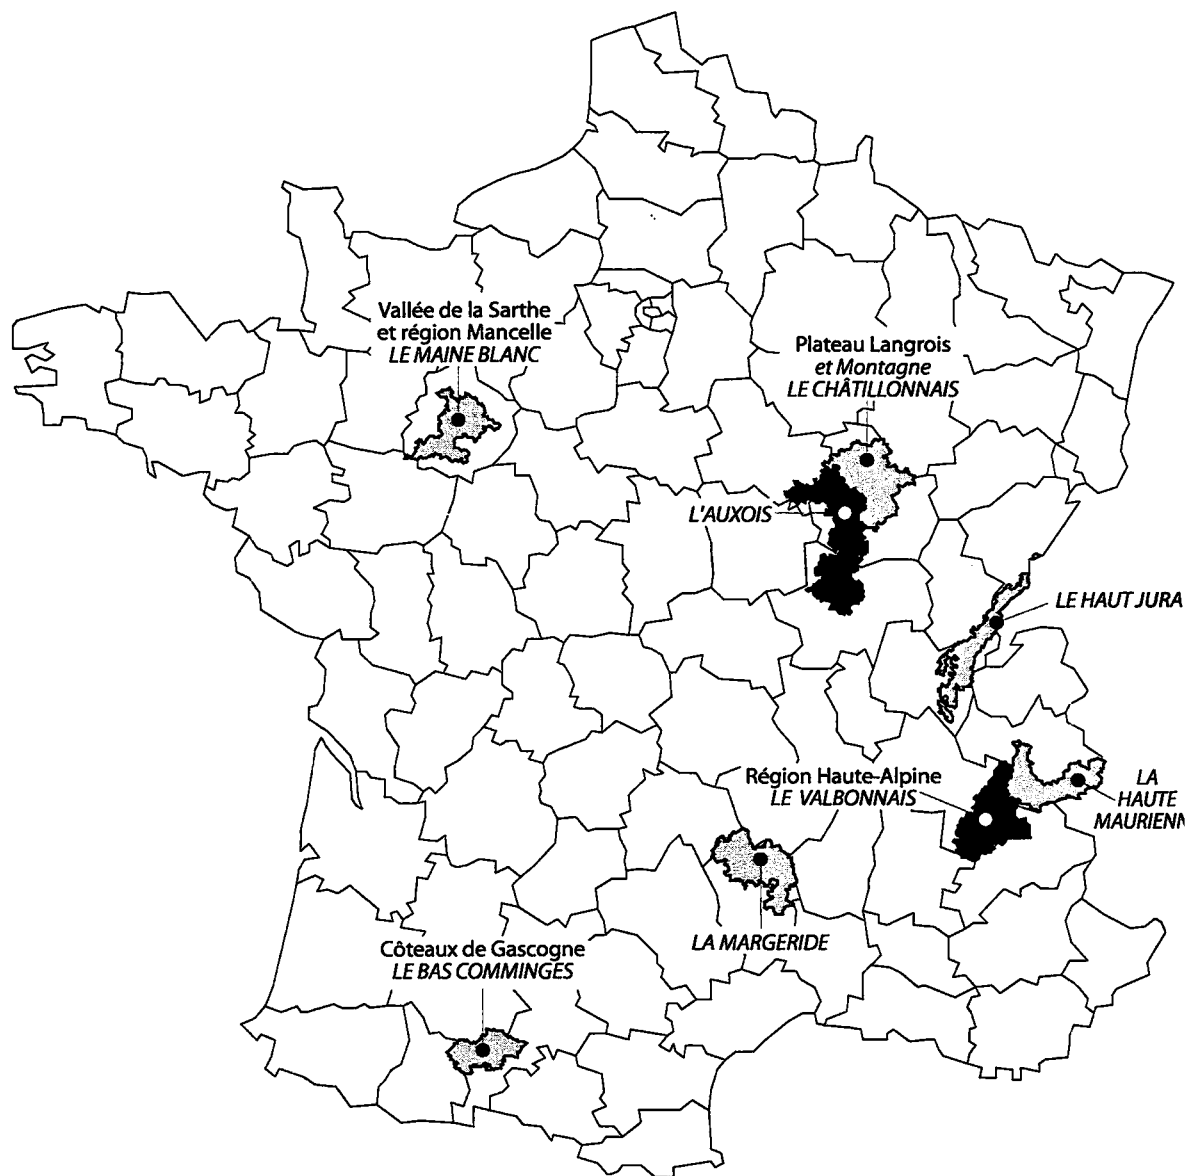 Vallée de la Sarthe
et région Mancelle
LE MAINE BLANC
Plateau Langrois
et Montagne
LE CHÂTILLONNAIS
L'AUXOIS
LE HAUT JURA
Région Haute-Alpine
LE VALBONNAIS
LA
HAUTE
MAURIENN
LA MARGERIDE
Côteaux de Gascogne
LE BAS COMMINGES